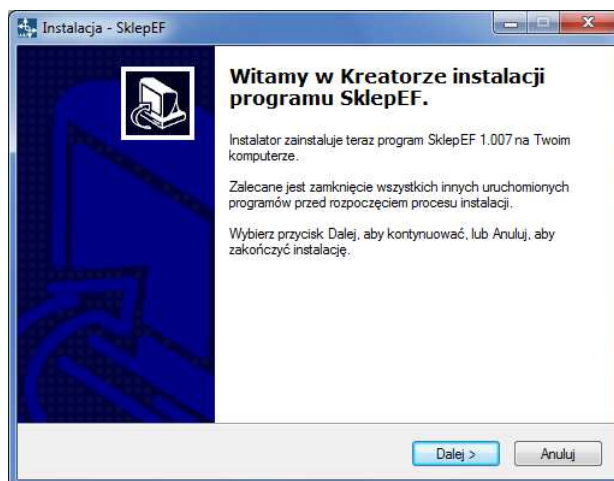 Instalacja - SklepEF
Witamy w Kreatorze instalacji
programu SklepEF.
Instalator zainstaluje teraz program SklepEF 1.007 na Twoim
komputerze.
Zalecane jest zamknięcie wszystkich innych uruchomionych
programów przed rozpoczęciem procesu instalacji.
Wybierz przycisk Dalej, aby kontynuować, lub Anuluj, aby
zakończyć instalację.
Dalej > Anuluj